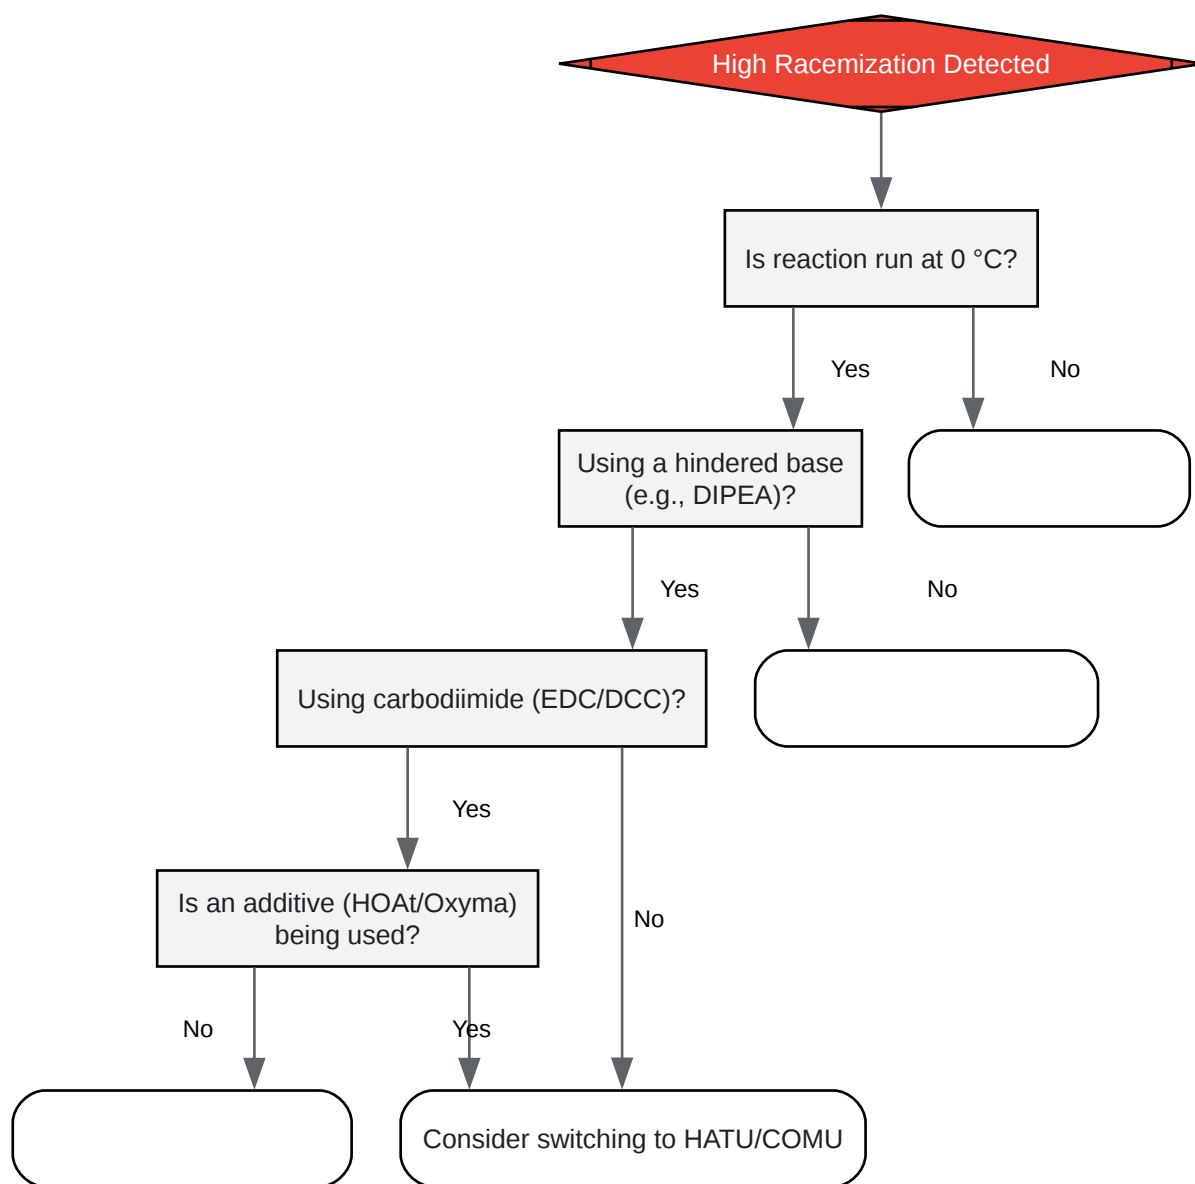 High Racemization Detected
Is reaction run at 0 °C?
Yes
No
Using a hindered base
(e.g., DIPEA)?
Yes
No
Using carbodiimide (EDC/DCC)?
Yes
Is an additive (HOAt/Oxyma)
being used?
No
No
Yes
Consider switching to HATU/COMU